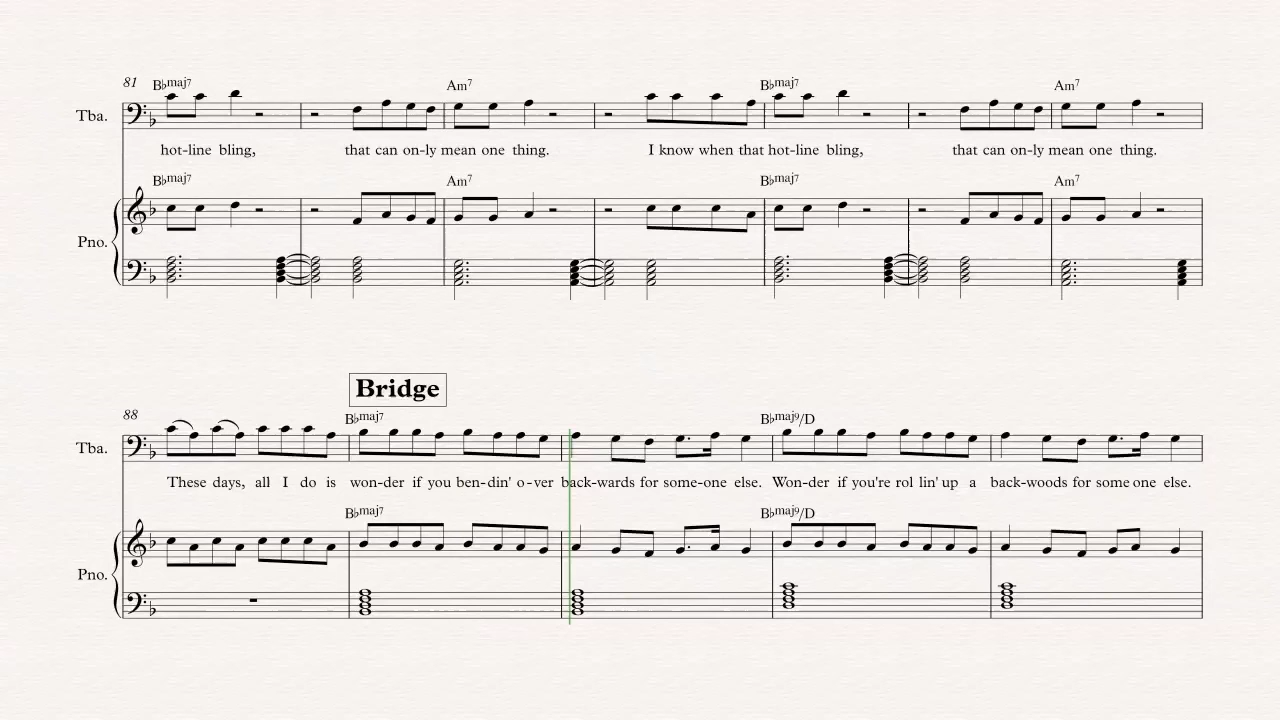 81 B♭maj7 Am7 B♭maj7 Am7
Tba.
hot-line bling, that can on-ly mean one thing. I know when that hot-line bling, that can on-ly mean one thing.
B♭maj7 Am7 B♭maj7 Am7
Pno.
Bridge
88 B♭maj7 B♭maj9/D
Tba.
These days, all I do is won-der if you ben-din' o-ver back-wards for some-one else. Won-der if you're rol lin' up a back-woods for some one else.
B♭maj7 B♭maj9/D
Pno.